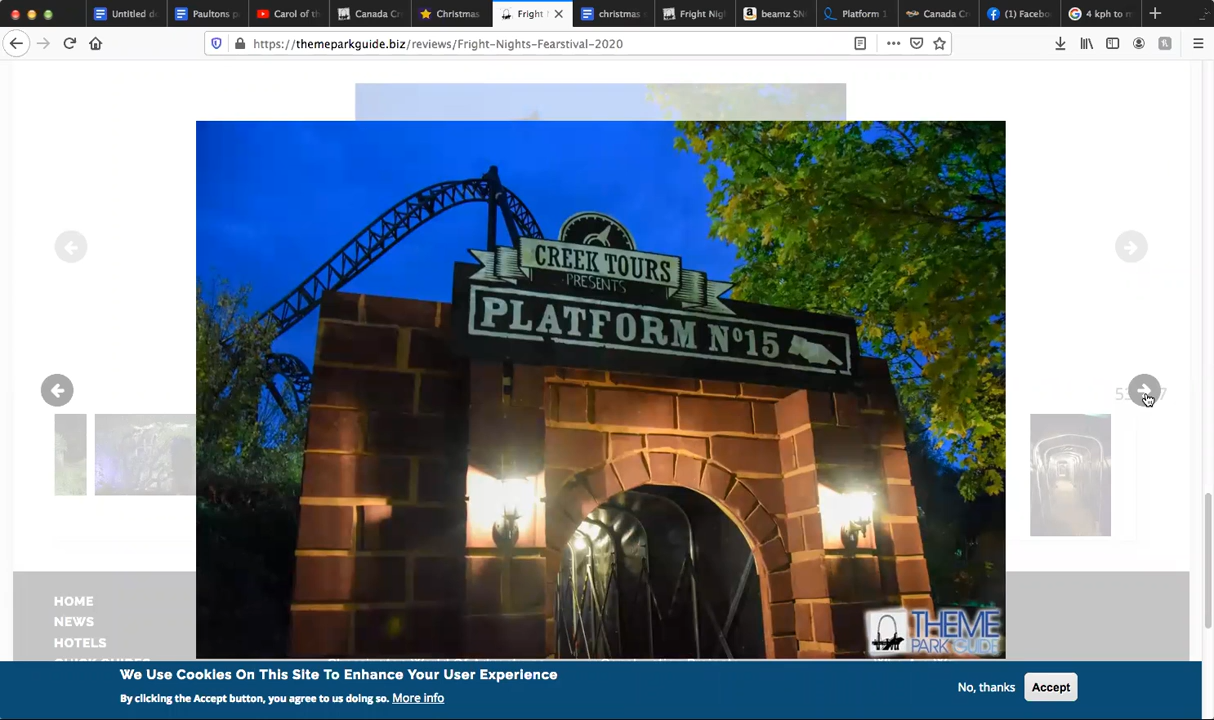 Untitled d
Paultons p
Carol of th
Canada Cr
Christmas
Fright
christmas
Fright Nig
beamz SN
Platform 1
Canada Cr
(1) Facebo
4 kph to m
https://themeparkguide.biz/reviews/Fright-Nights-Fearstival-2020
CREEK TOURS
PRESENTS
PLATFORM Nº15
THEME
PARK GUIDE
HOME
NEWS
HOTELS
QUICK GUIDES
We Use Cookies On This Site To Enhance Your User Experience
By clicking the Accept button, you agree to us doing so. More info
No, thanks
Accept